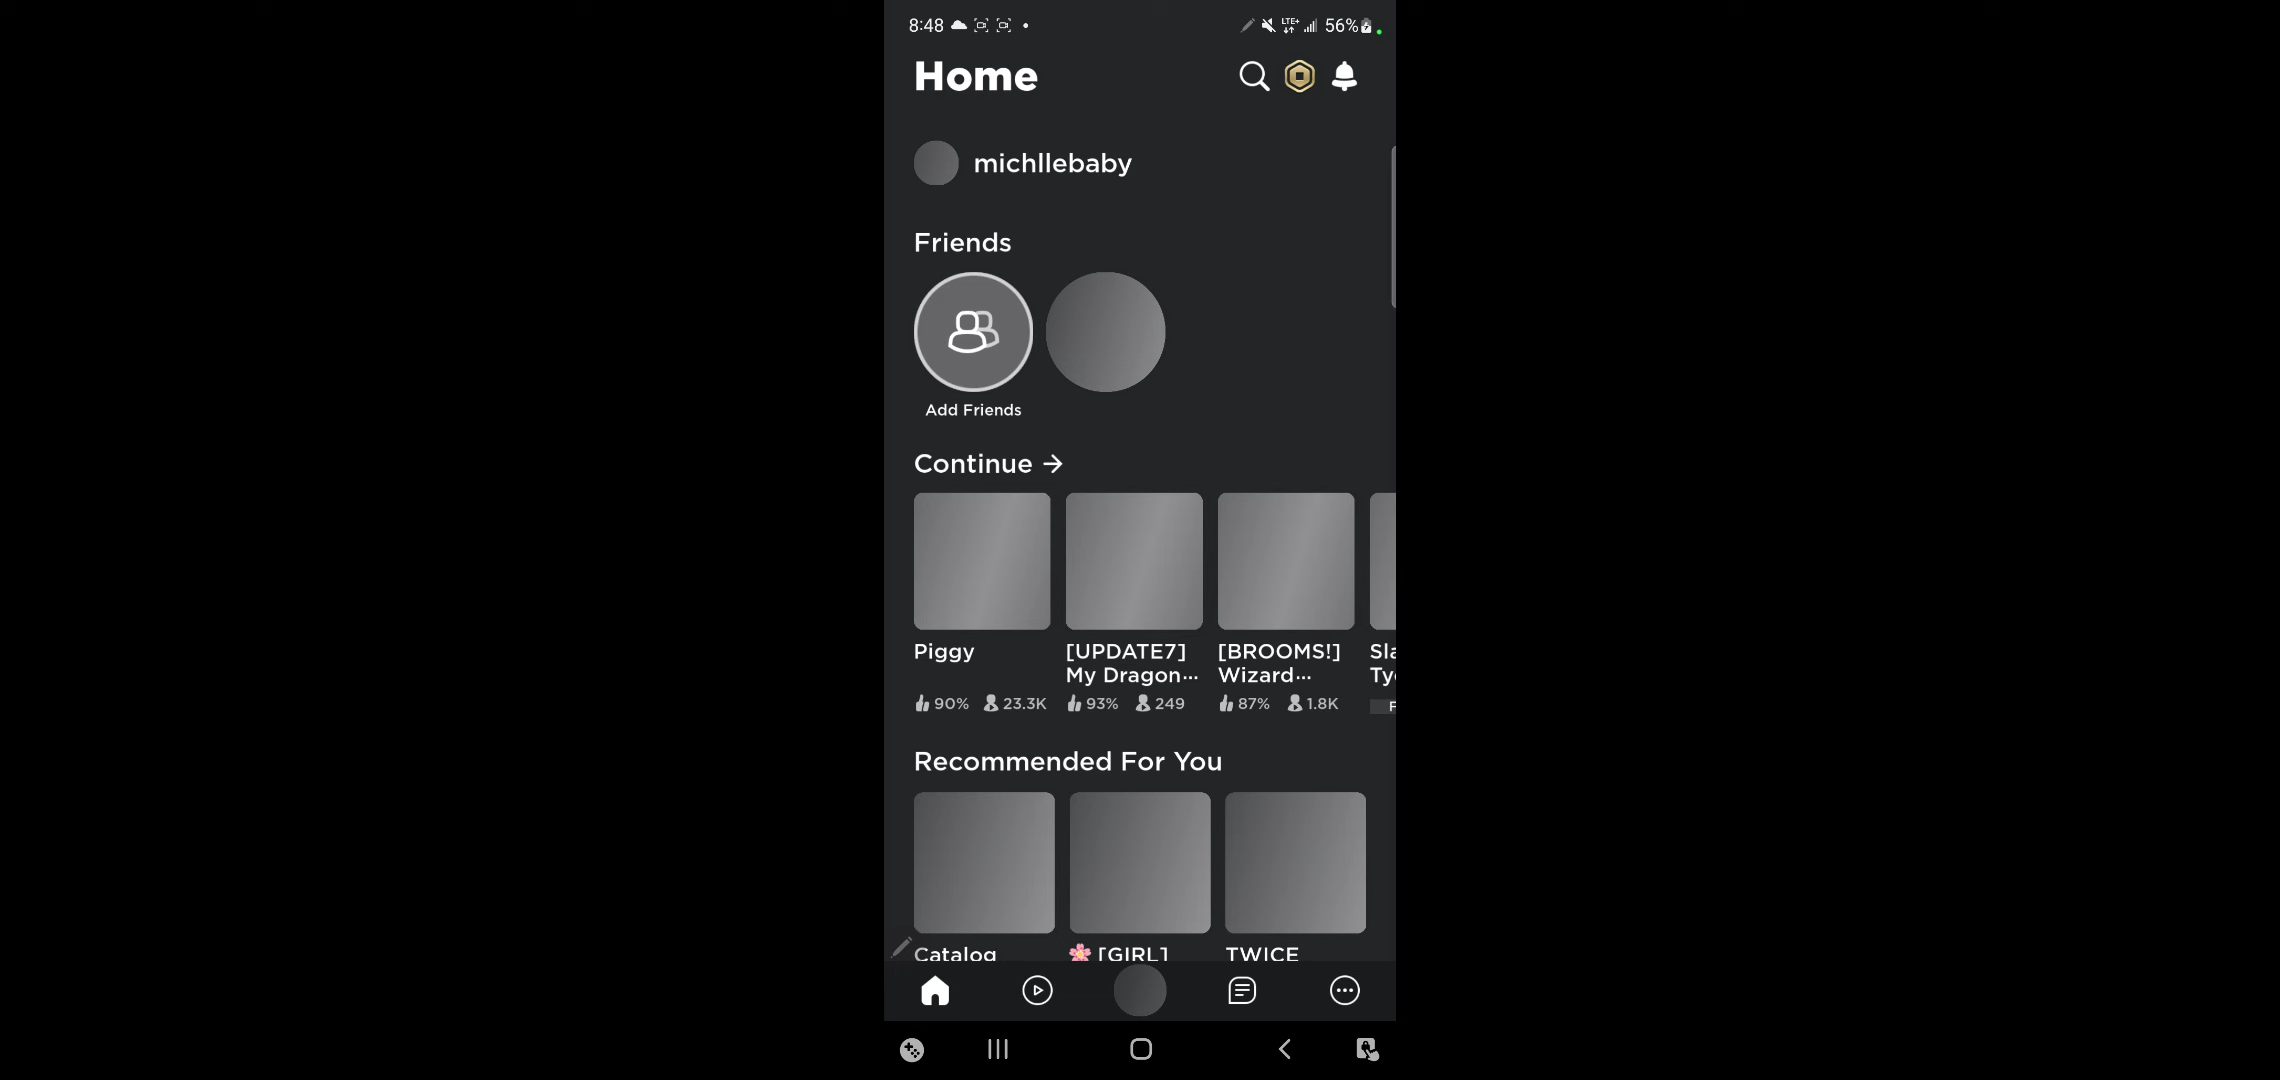 8:48 LTE+ 56%
Home
michllebaby
Friends
Add Friends
Continue →
Piggy
[UPDATE7]
My Dragon...
[BROOMS!]
Wizard...
90% 23.3K 93% 249 87% 1.8K
Recommended For You
Catalog 🌸 [GIRL] TWICE